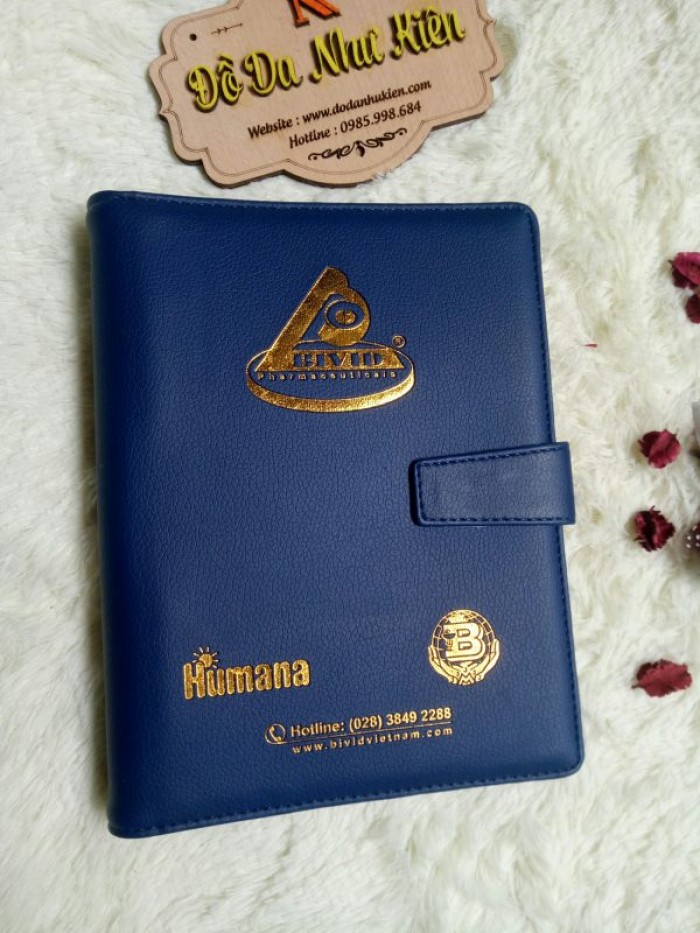 Đồ Da Như Kiên
Website : www.dodanhukien.com
Hotline : 0985.998.684
BIVID ®
Pharmaceuticals
Humana
B
Hotline: (028) 3849 2288
www.bividvietnam.com